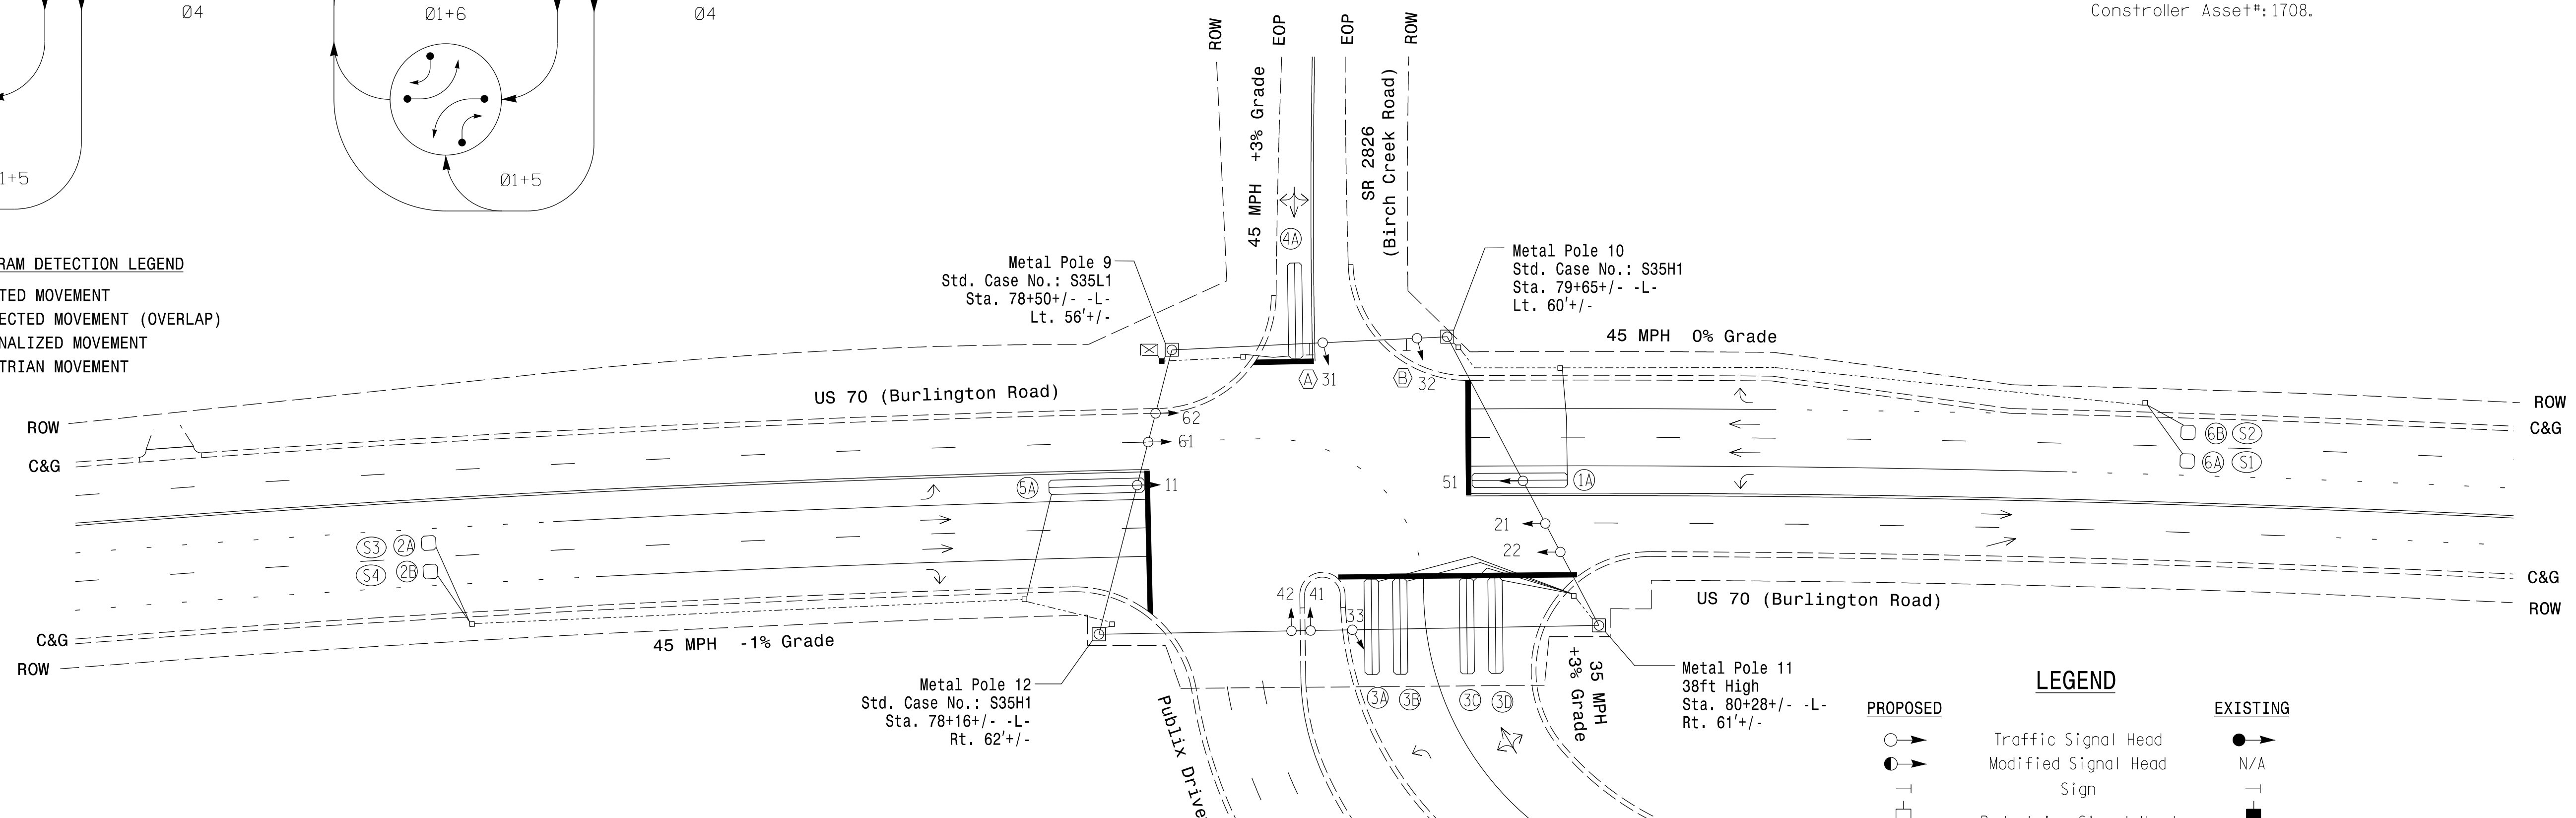 Ø4
Ø1+6
Ø4
Constroller Asset#:1708.
1+5
Ø1+5
RAM DETECTION LEGEND
TED MOVEMENT
ECTED MOVEMENT (OVERLAP)
NALIZED MOVEMENT
TRIAN MOVEMENT
ROW
EOP
EOP
ROW
45 MPH +3% Grade
SR 2826
(Birch Creek Road)
4A
Metal Pole 9
Std. Case No.: S35L1
Sta. 78+50+/- -L-
Lt. 56'+/-
Metal Pole 10
Std. Case No.: S35H1
Sta. 79+65+/- -L-
Lt. 60'+/-
45 MPH 0% Grade
A
31
B
32
US 70 (Burlington Road)
ROW
C&G
62
61
ROW
C&G
6B
S2
6A
S1
5A
11
51
1A
S3
2A
S4
2B
21
22
C&G
ROW
45 MPH -1% Grade
42
41
33
US 70 (Burlington Road)
C&G
ROW
Metal Pole 12
Std. Case No.: S35H1
Sta. 78+16+/- -L-
Rt. 62'+/-
Publix Drive
3A
3B
3C
3D
35 MPH
+3% Grade
Metal Pole 11
38ft High
Sta. 80+28+/- -L-
Rt. 61'+/-
LEGEND
PROPOSED
EXISTING
Traffic Signal Head
Modified Signal Head
N/A
Sign